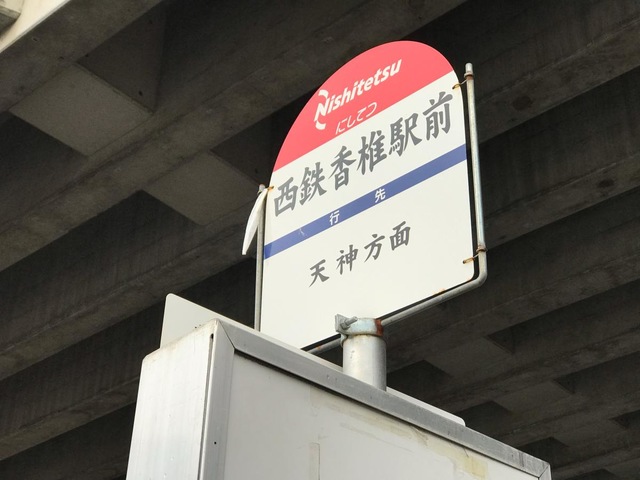 Nishitetsu
にしてつ
西鉄香椎駅前
行先
天神方面